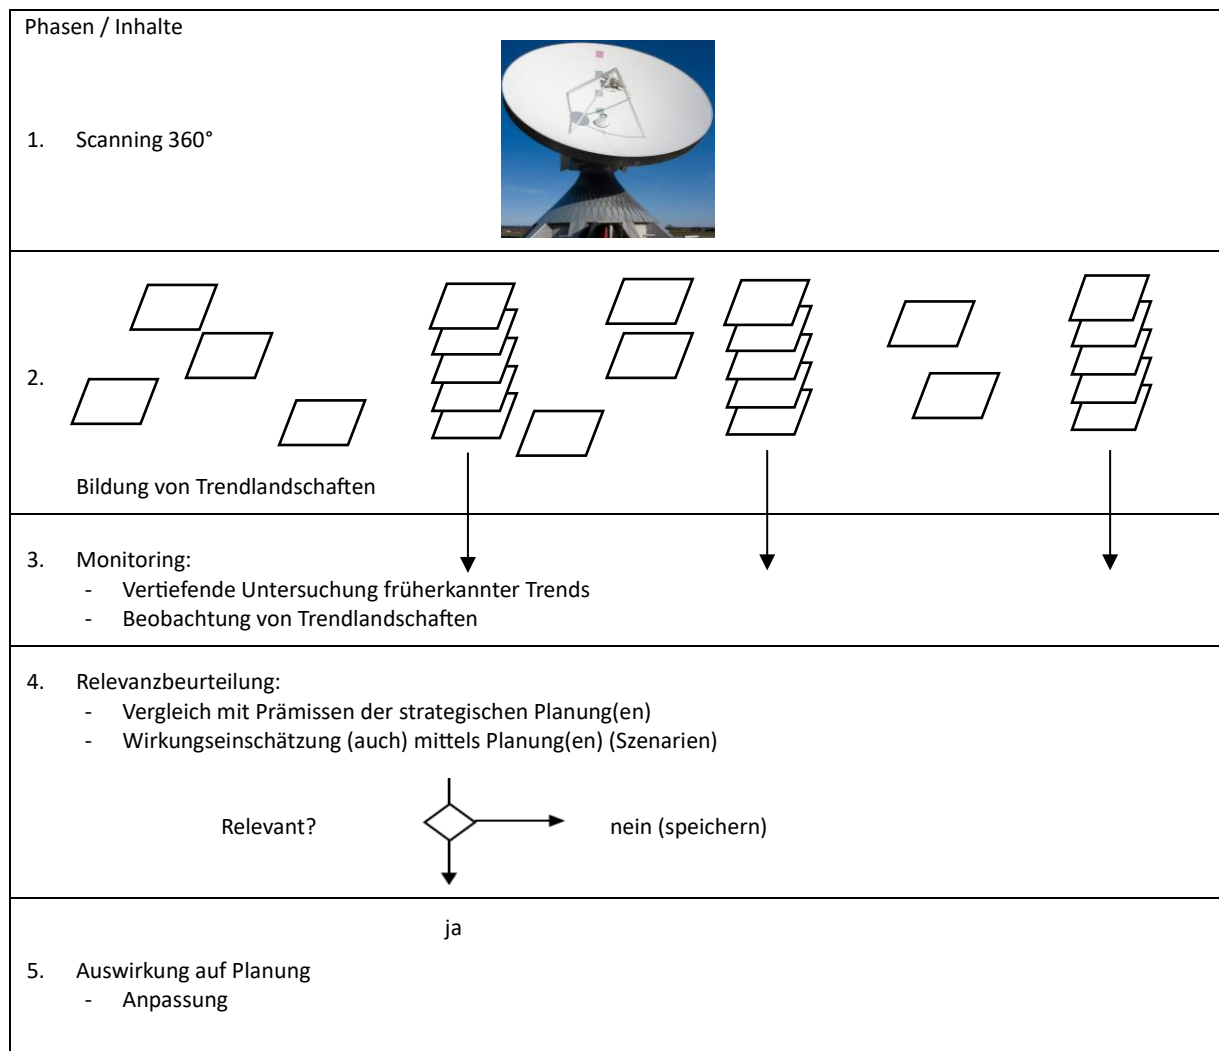 Phasen / Inhalte
1. Scanning 360°
2.
Bildung von Trendlandschaften
3. Monitoring:
- Vertiefende Untersuchung früherkannter Trends
- Beobachtung von Trendlandschaften
4. Relevanzbeurteilung:
- Vergleich mit Prämissen der strategischen Planung(en)
- Wirkungseinschätzung (auch) mittels Planung(en) (Szenarien)
Relevant? nein (speichern)
ja
5. Auswirkung auf Planung
- Anpassung